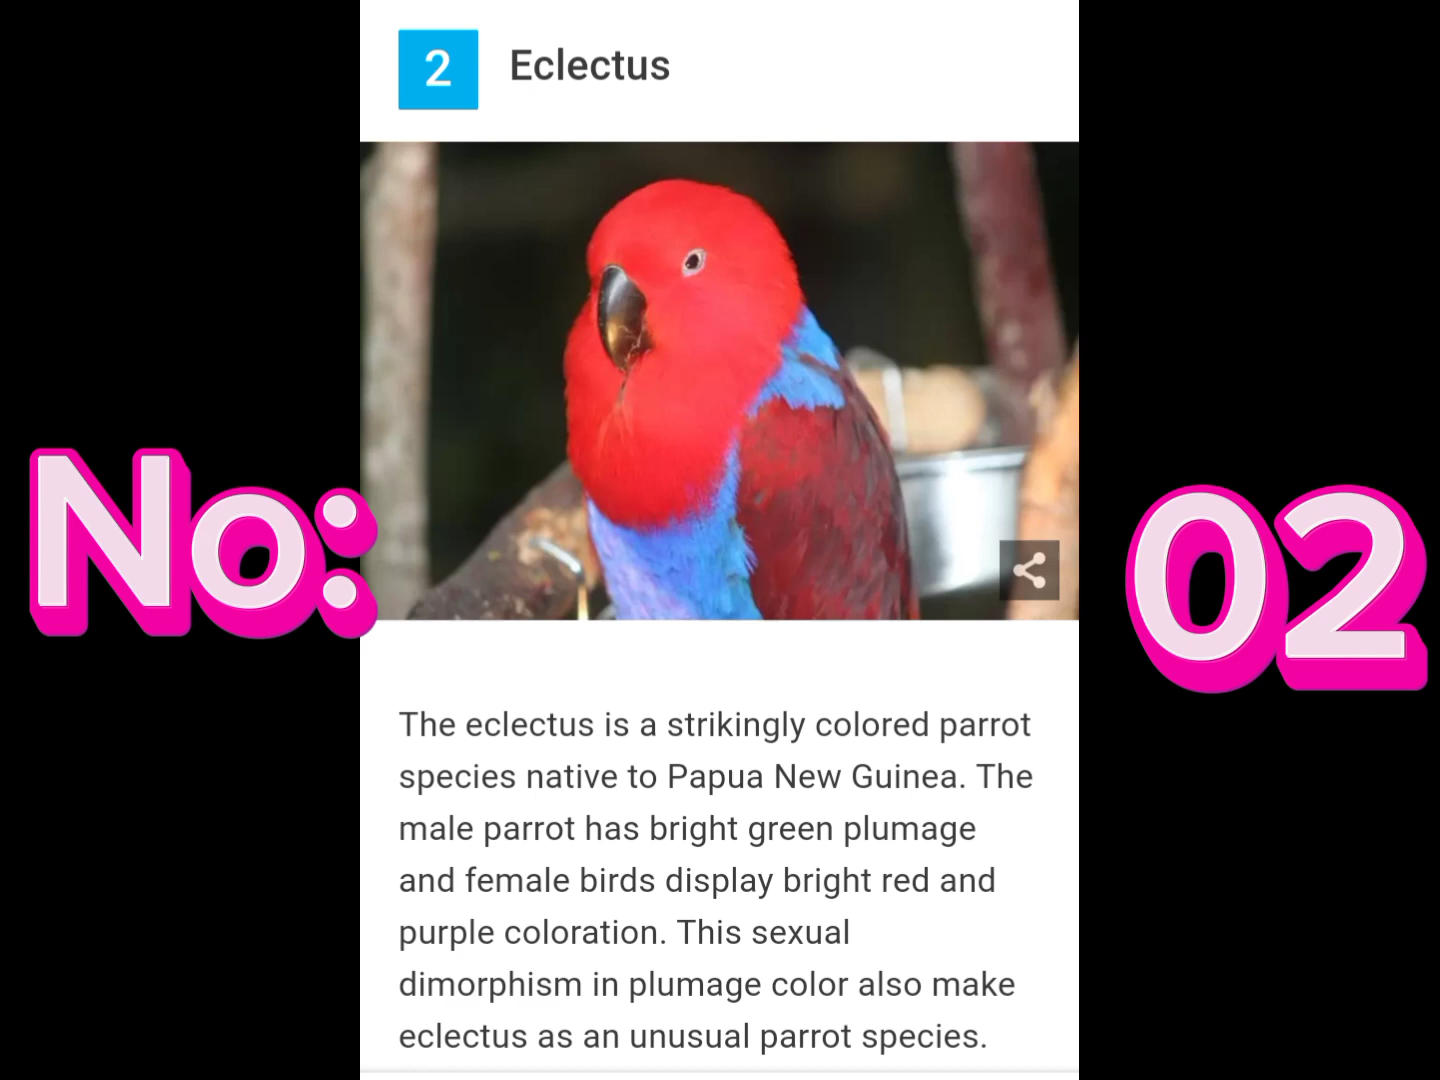 2 Eclectus
No: 02
The eclectus is a strikingly colored parrot
species native to Papua New Guinea. The
male parrot has bright green plumage
and female birds display bright red and
purple coloration. This sexual
dimorphism in plumage color also make
eclectus as an unusual parrot species.